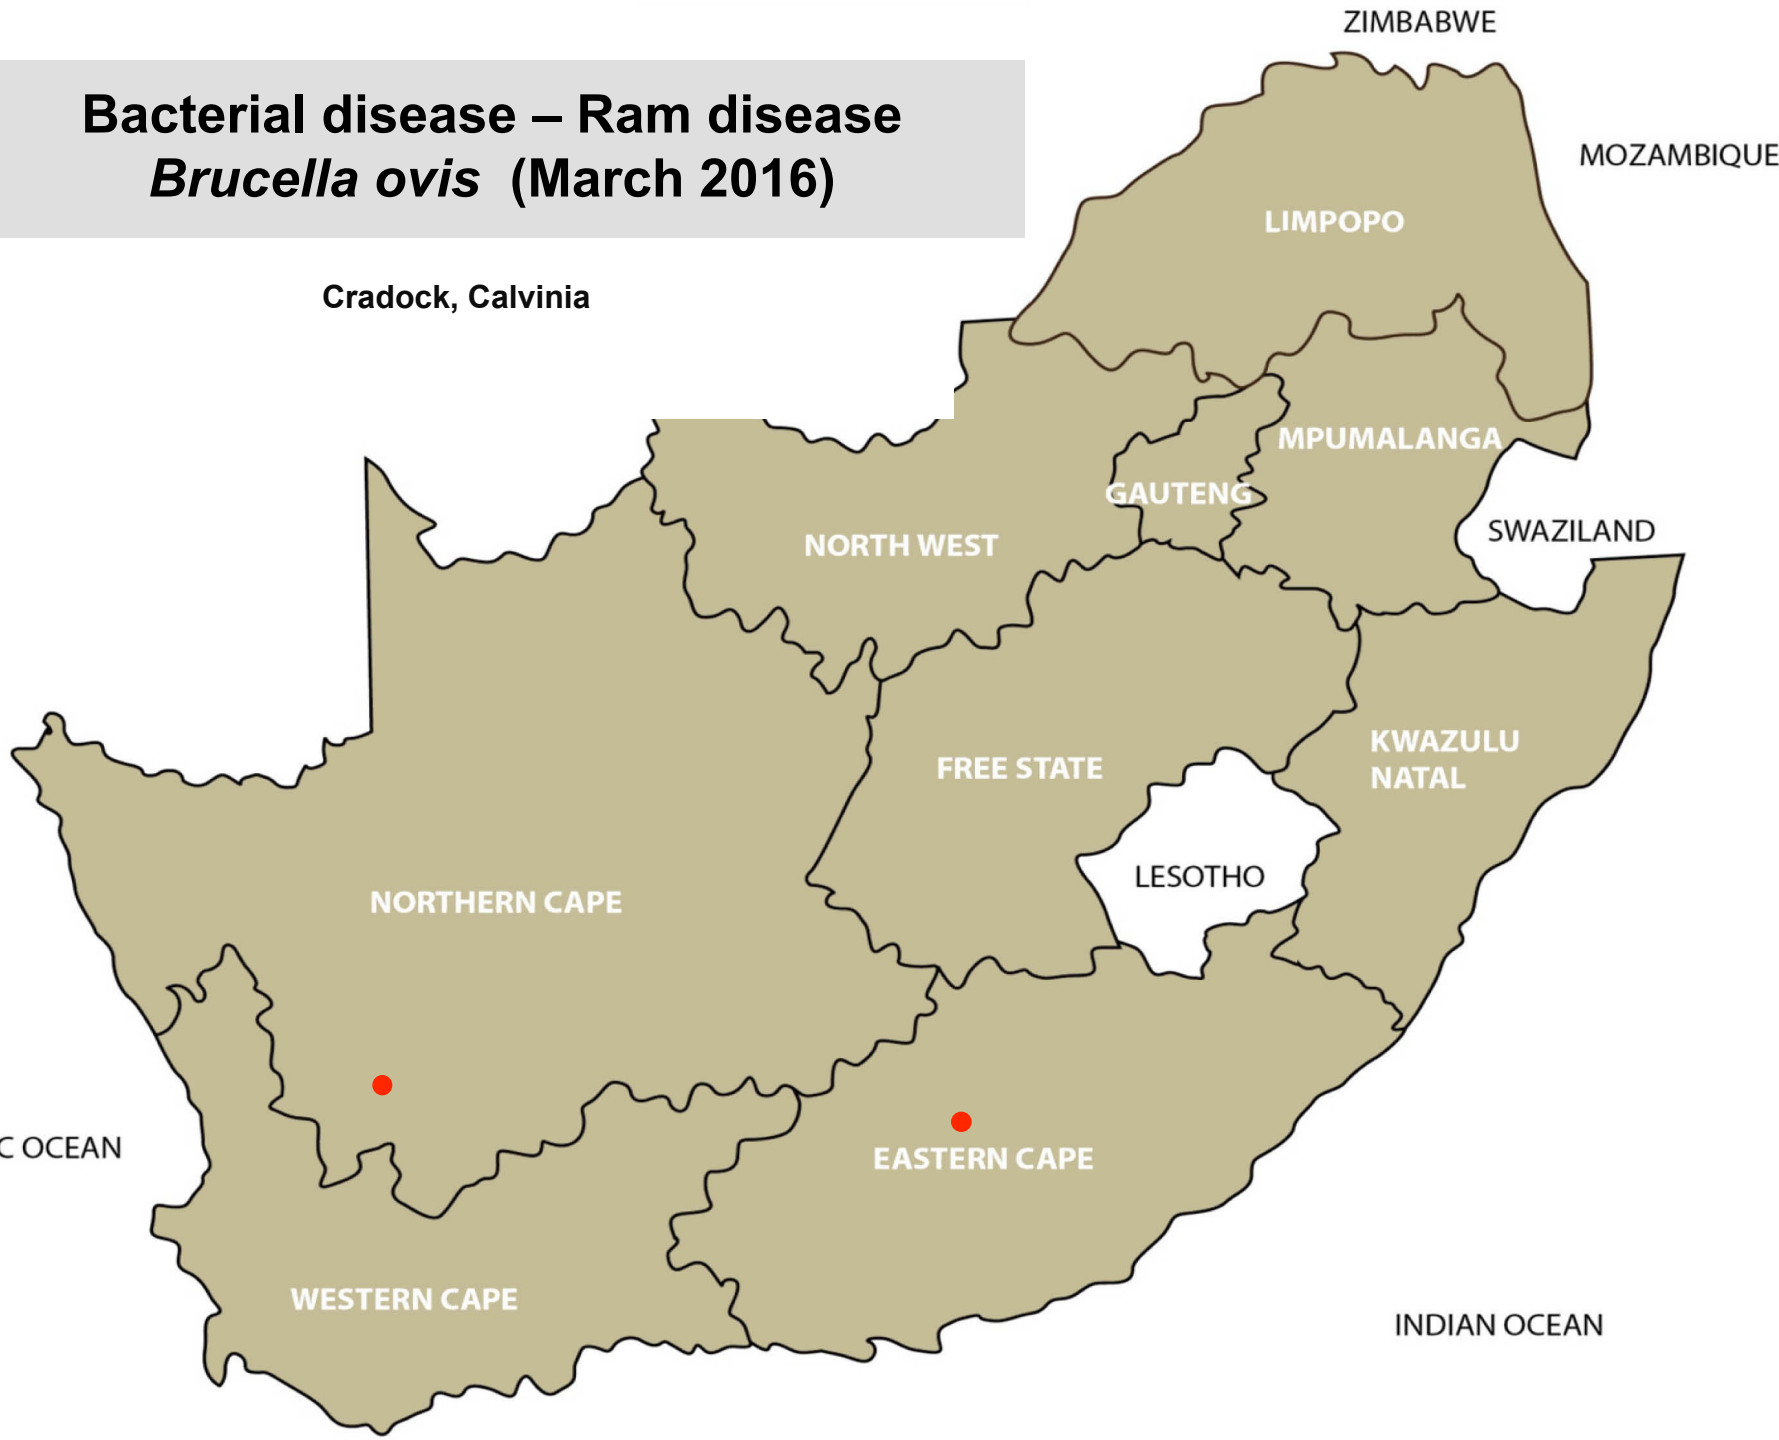 ZIMBABWE
Bacterial disease – Ram disease
Brucella ovis (March 2016)
MOZAMBIQUE
LIMPOPO
Cradock, Calvinia
MPUMALANGA
GAUTENG
NORTH WEST
SWAZILAND
KWAZULU
NATAL
FREE STATE
LESOTHO
NORTHERN CAPE
C OCEAN
EASTERN CAPE
WESTERN CAPE
INDIAN OCEAN